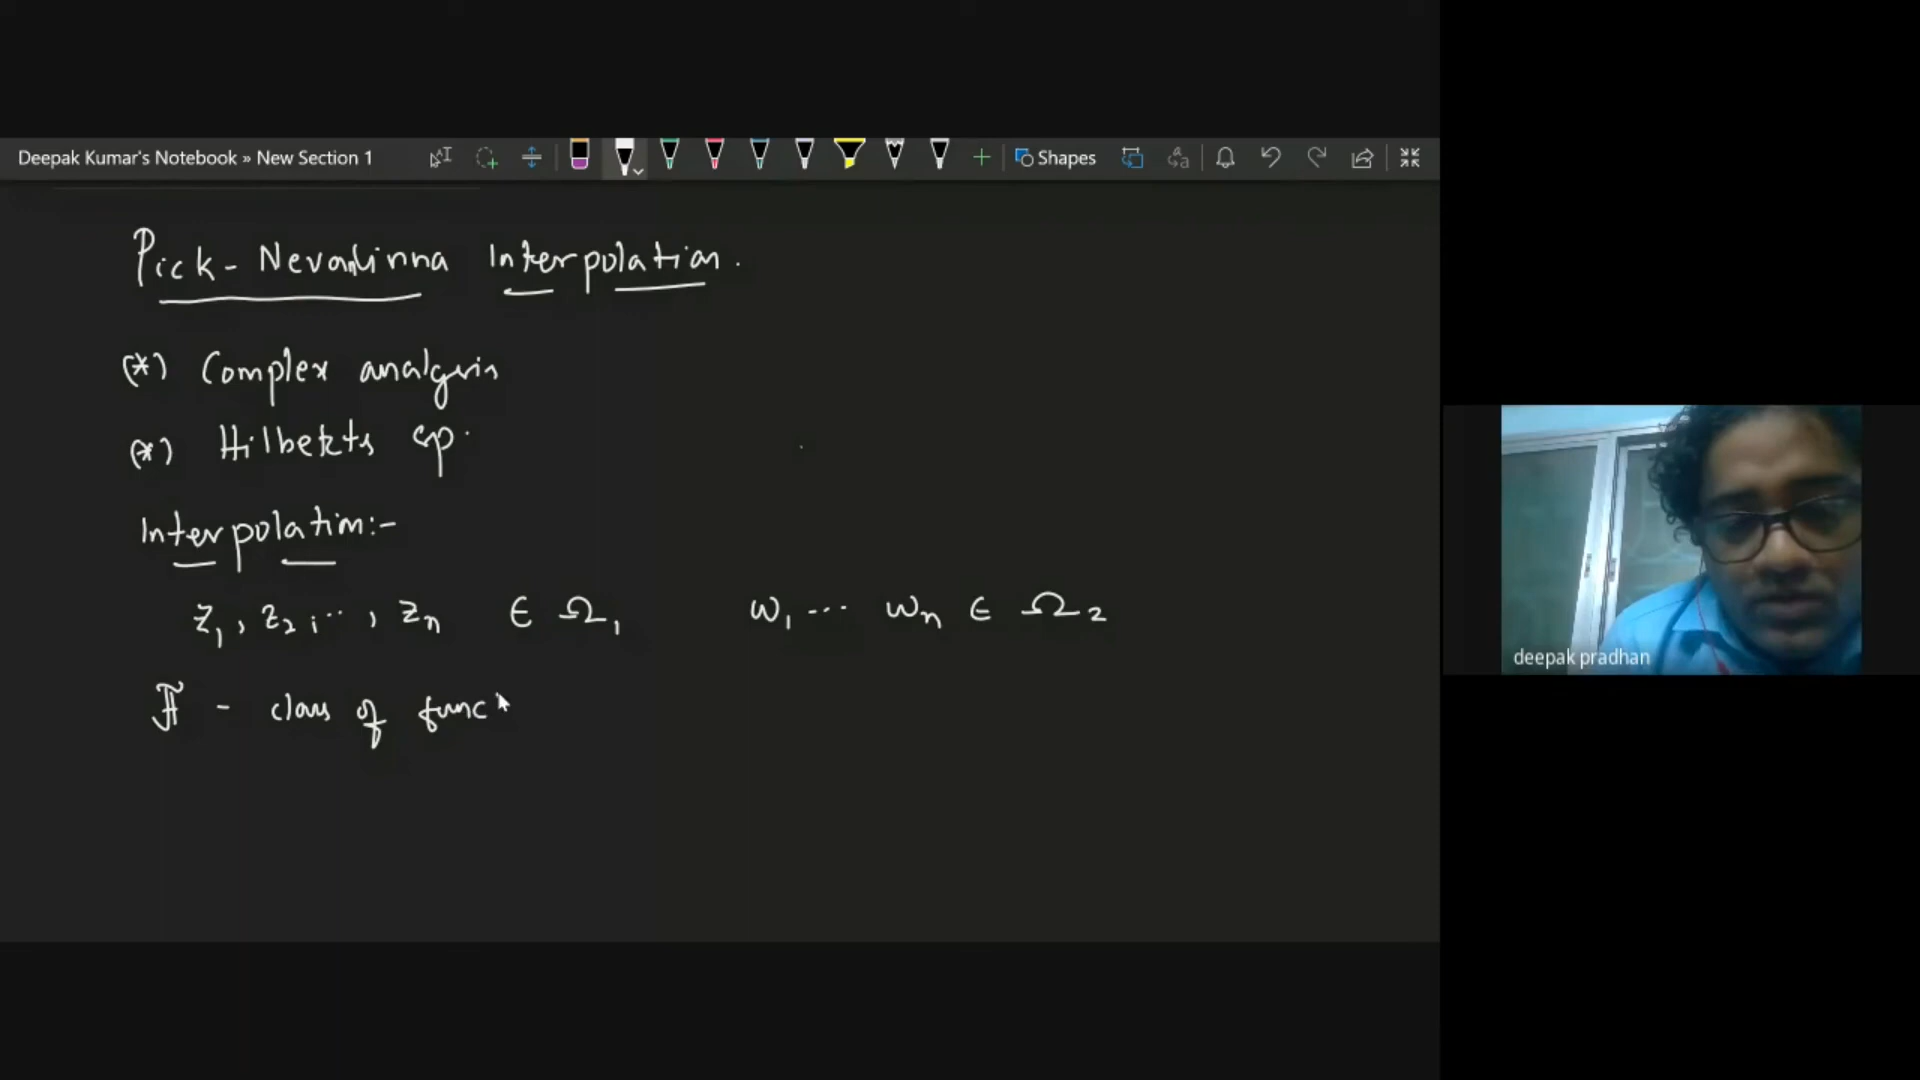 Deepak Kumar's Notebook » New Section 1
Shapes
Pick - Nevanlinna Interpolation.
(*) Complex analysis
(*) Hilberts sp.
Interpolation:-
z1, z2, ..., zn ∈ Ω1 w1 ... wn ∈ Ω2
F - class of func
deepak pradhan